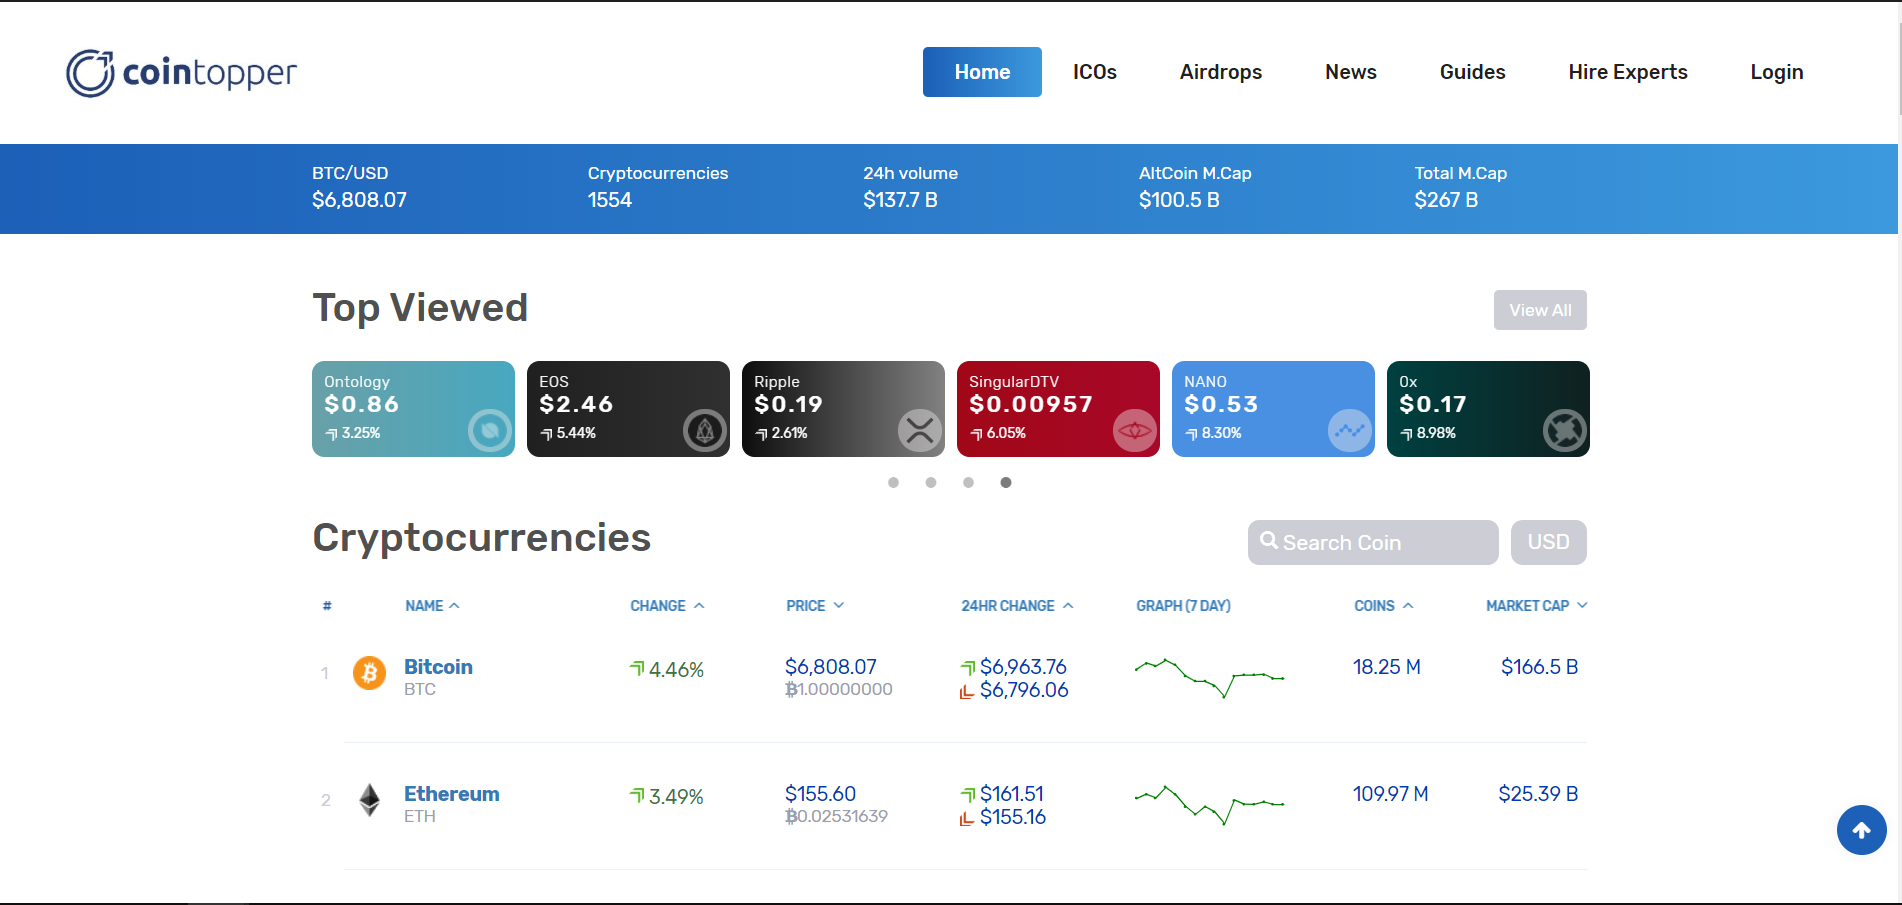 cointopper
Home ICOs Airdrops News Guides Hire Experts Login
BTC/USD Cryptocurrencies 24h volume AltCoin M.Cap Total M.Cap
$6,808.07 1554 $137.7 B $100.5 B $267 B
Top Viewed
View All
Ontology EOS Ripple SingularDTV NANO 0x
$0.86 $2.46 $0.19 $0.00957 $0.53 $0.17
3.25% 5.44% 2.61% 6.05% 8.30% 8.98%
Cryptocurrencies
Search Coin USD
# NAME CHANGE PRICE 24HR CHANGE GRAPH (7 DAY) COINS MARKET CAP
1 Bitcoin 4.46% $6,808.07 $6,963.76 18.25 M $166.5 B
BTC ₿1.00000000 $6,796.06
2 Ethereum 3.49% $155.60 $161.51 109.97 M $25.39 B
ETH ₿0.02531639 $155.16